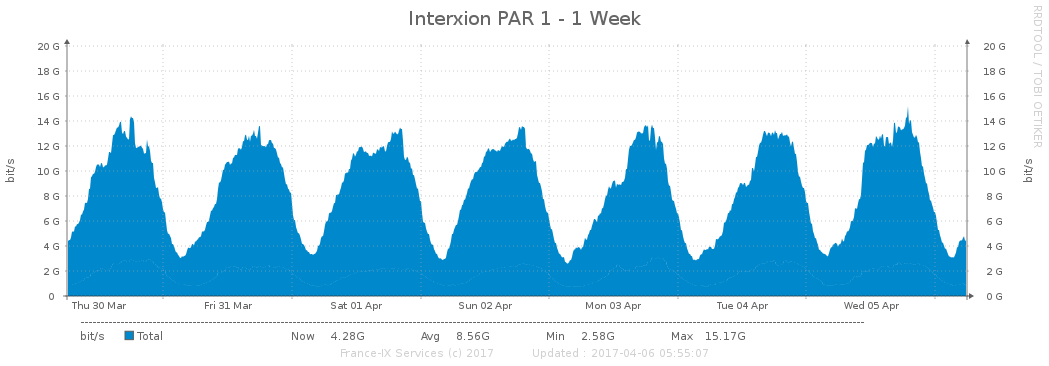 Interxion PAR 1 - 1 Week
RRDTOOL / TOBI OETIKER
bit/s
bit/s
20 G 20 G
18 G 18 G
16 G 16 G
14 G 14 G
12 G 12 G
10 G 10 G
8 G 8 G
6 G 6 G
4 G 4 G
2 G 2 G
0 0 G
Thu 30 Mar Fri 31 Mar Sat 01 Apr Sun 02 Apr Mon 03 Apr Tue 04 Apr Wed 05 Apr
bit/s Total Now 4.28G Avg 8.56G Min 2.58G Max 15.17G
France-IX Services (c) 2017 Updated : 2017-04-06 05:55:07